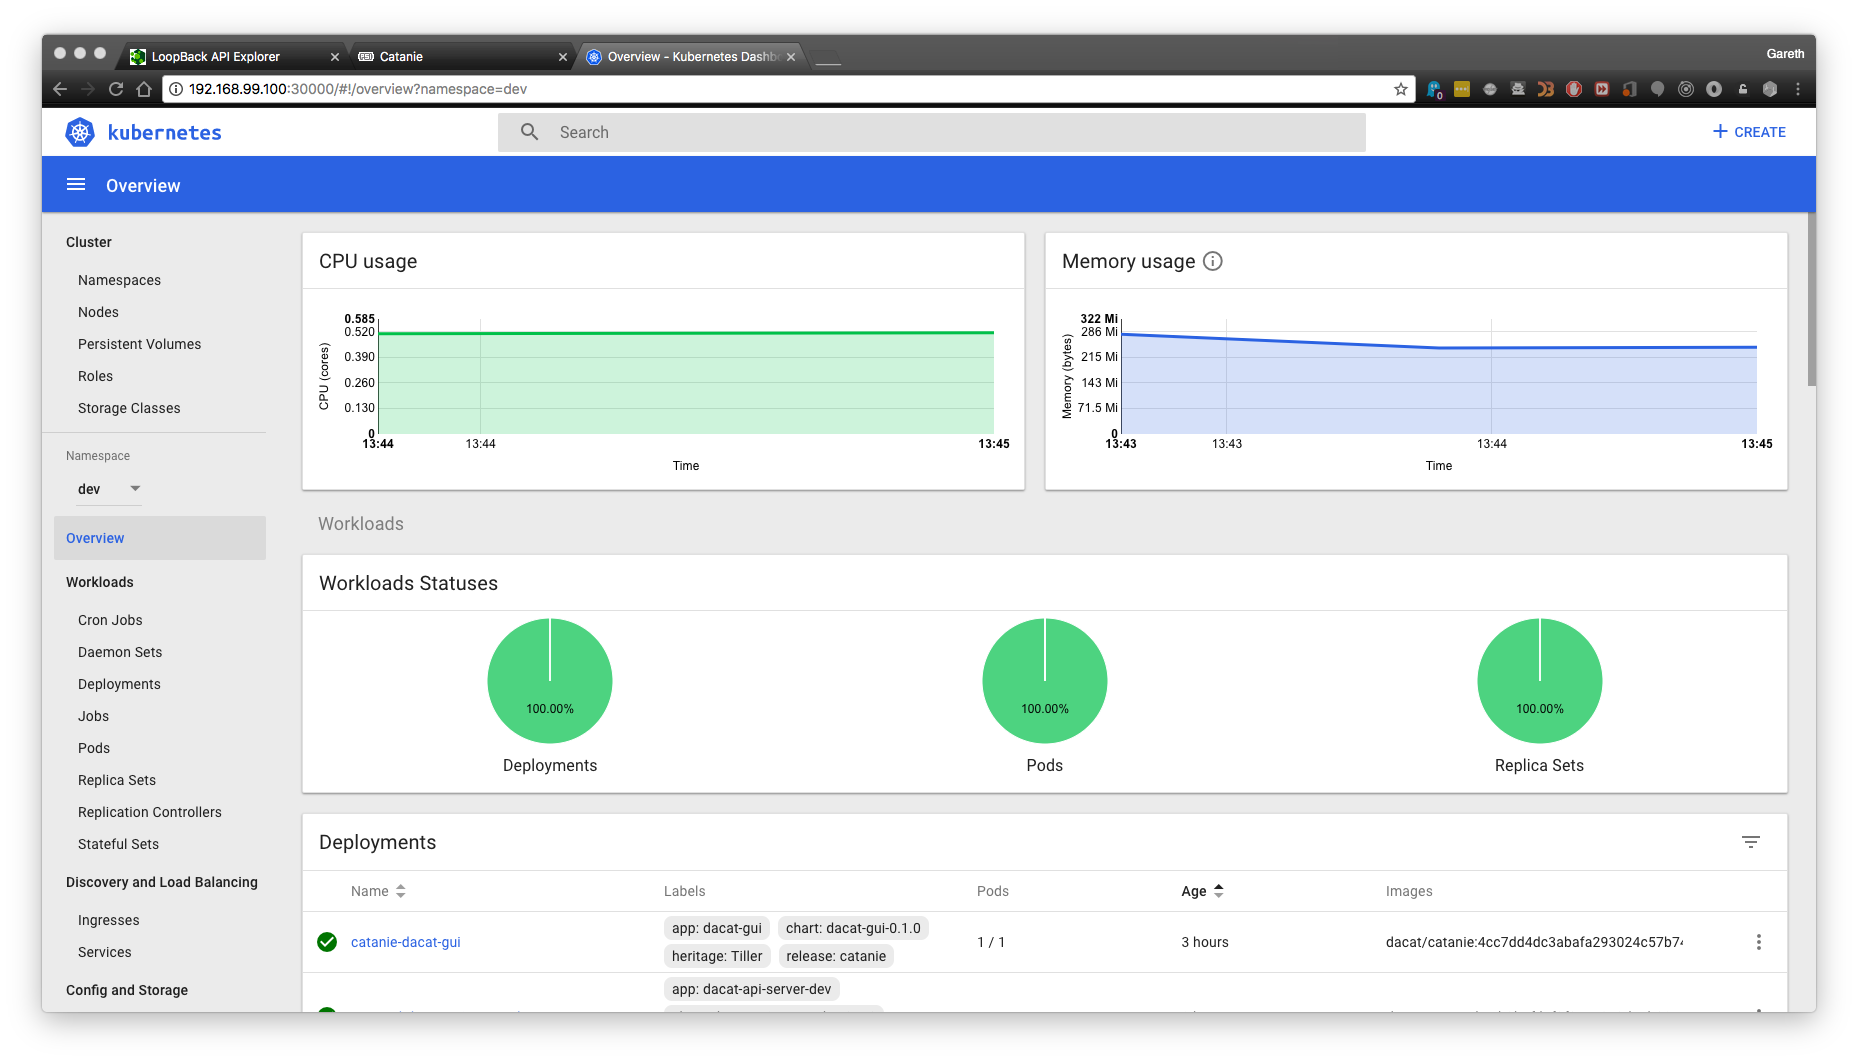 LoopBack API Explorer
Catanie
Overview - Kubernetes Dashbo
Gareth
192.168.99.100:30000/#!/overview?namespace=dev
0
kubernetes
Search
+ CREATE
Overview
Cluster
Namespaces
Nodes
Persistent Volumes
Roles
Storage Classes
Namespace
dev
Overview
Workloads
Cron Jobs
Daemon Sets
Deployments
Jobs
Pods
Replica Sets
Replication Controllers
Stateful Sets
Discovery and Load Balancing
Ingresses
Services
Config and Storage
CPU usage
CPU (cores)
0.585
0.520
0.390
0.260
0.130
0
13:44 13:44 13:45
Time
Memory usage
Memory (bytes)
322 Mi
286 Mi
215 Mi
143 Mi
71.5 Mi
0
13:43 13:43 13:44 13:45
Time
Workloads
Workloads Statuses
100.00% 100.00% 100.00%
Deployments Pods Replica Sets
Deployments
Name Labels Pods Age Images
catanie-dacat-gui
app: dacat-gui chart: dacat-gui-0.1.0
heritage: Tiller release: catanie
1 / 1
3 hours
dacat/catanie:4cc7dd4dc3abafa293024c57b74
app: dacat-api-server-dev